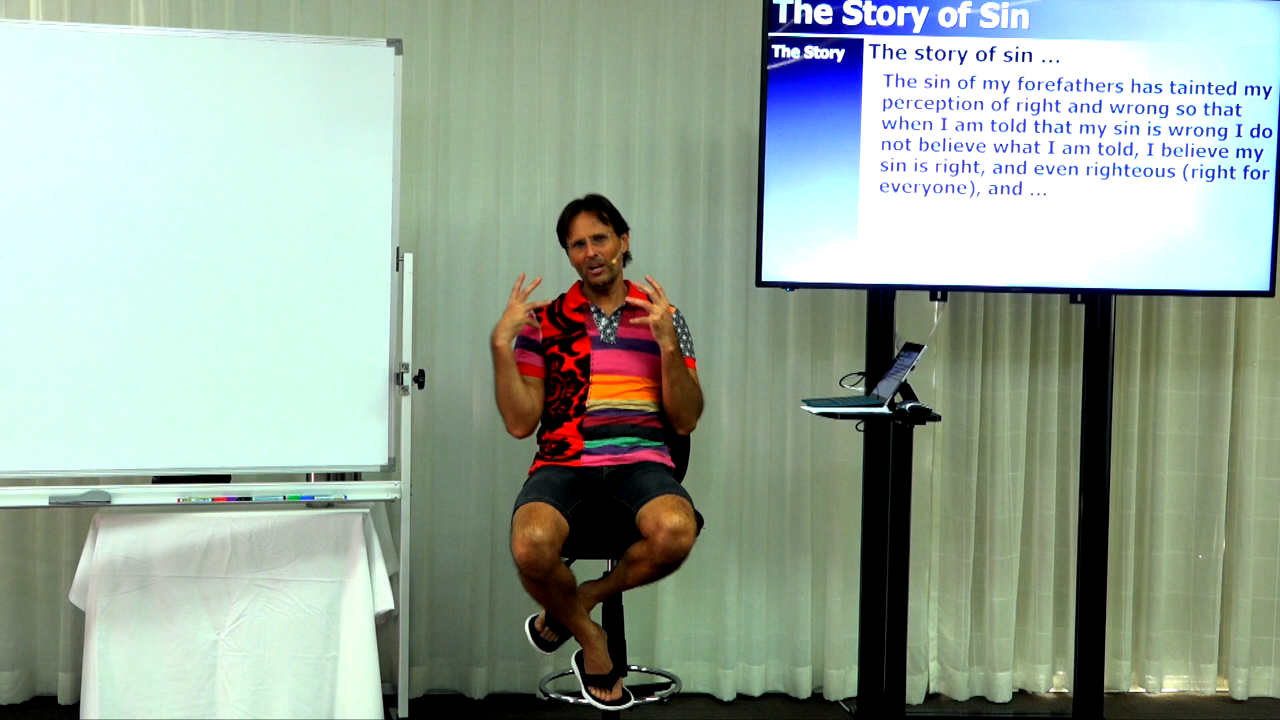 The Story of Sin
The Story
The story of sin ...
The sin of my forefathers has tainted my
perception of right and wrong so that
when I am told that my sin is wrong I do
not believe what I am told, I believe my
sin is right, and even righteous (right for
everyone), and ...